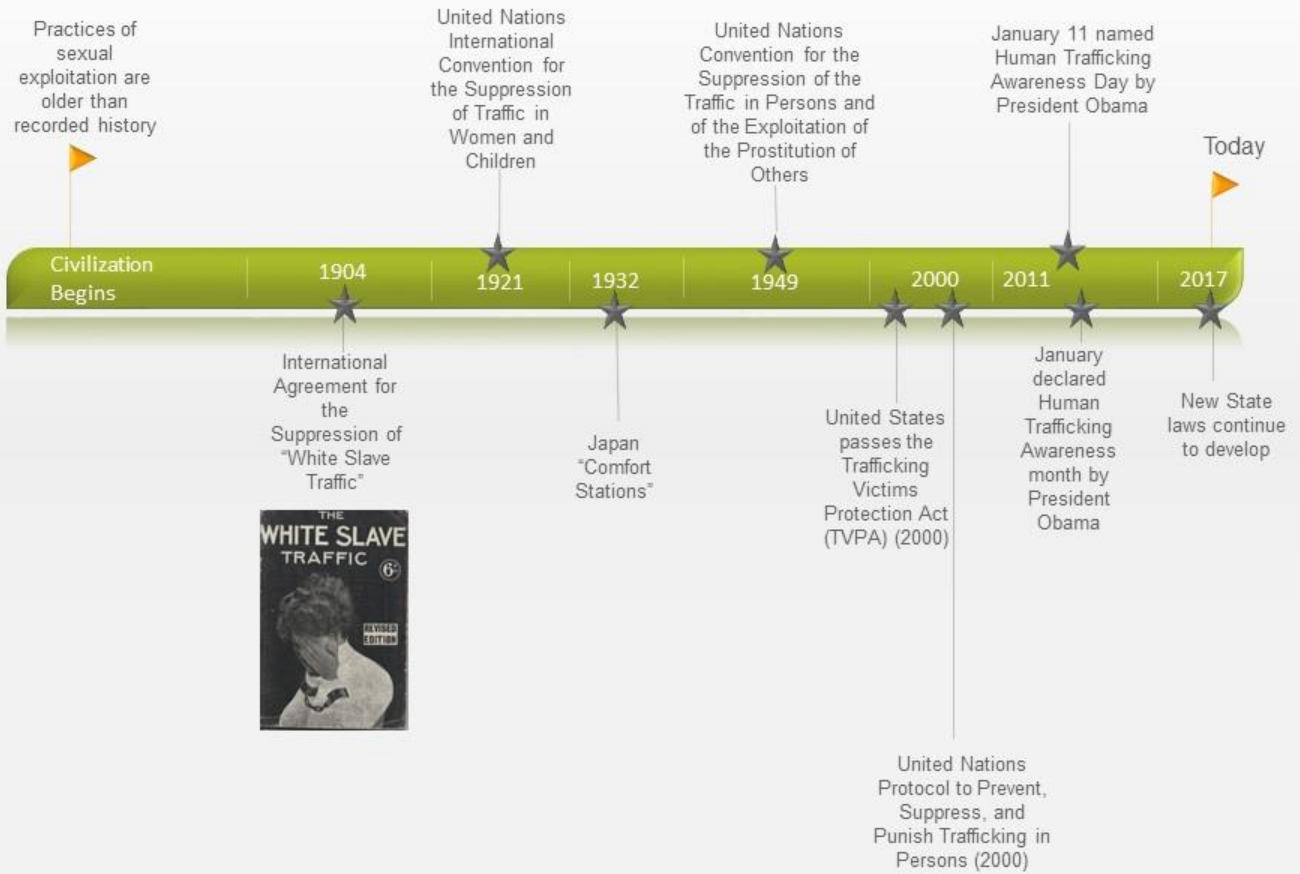 Practices of
sexual
exploitation are
older than
recorded history
United Nations
International
Convention for
the Suppression
of Traffic in
Women and
Children
United Nations
Convention for the
Suppression of the
Traffic in Persons and
of the Exploitation of
the Prostitution of
Others
January 11 named
Human Trafficking
Awareness Day by
President Obama
Today
Civilization
Begins
1904
1921
1932
1949
2000
2011
2017
International
Agreement for
the
Suppression of
“White Slave
Traffic”
THE
WHITE SLAVE
TRAFFIC
6D
REVISED
EDITION
Japan
“Comfort
Stations”
United States
passes the
Trafficking
Victims
Protection Act
(TVPA) (2000)
United Nations
Protocol to Prevent,
Suppress, and
Punish Trafficking in
Persons (2000)
January
declared
Human
Trafficking
Awareness
month by
President
Obama
New State
laws continue
to develop